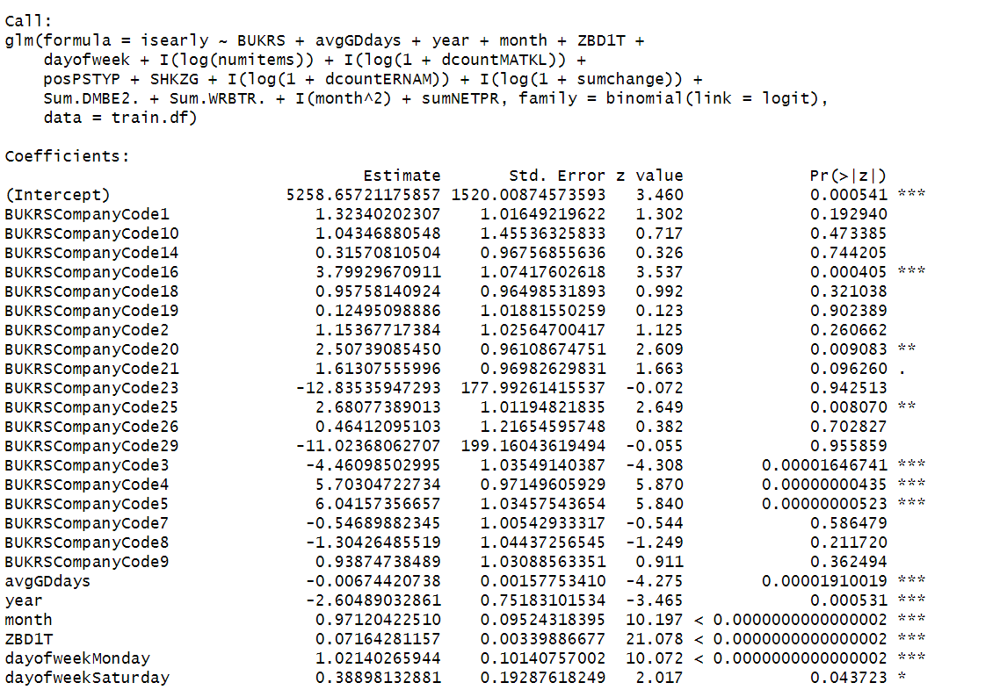 Call:
glm(formula = isearly ~ BUKRS + avgGDdays + year + month + ZBD1T +
    dayofweek + I(log(numitems)) + I(log(1 + dcountMATKL)) +
    posPSTYP + SHKZG + I(log(1 + dcountERNAM)) + I(log(1 + sumchange)) +
    Sum.DMBE2. + Sum.WRBTR. + I(month^2) + sumNETPR, family = binomial(link = logit),
    data = train.df)
Coefficients:
Estimate Std. Error z value Pr(>|z|)
(Intercept) 5258.65721175857 1520.00874573593 3.460 0.000541 ***
BUKRSCompanyCode1 1.32340202307 1.01649219622 1.302 0.192940
BUKRSCompanyCode10 1.04346880548 1.45536325833 0.717 0.473385
BUKRSCompanyCode14 0.31570810504 0.96756855636 0.326 0.744205
BUKRSCompanyCode16 3.79929670911 1.07417602618 3.537 0.000405 ***
BUKRSCompanyCode18 0.95758140924 0.96498531893 0.992 0.321038
BUKRSCompanyCode19 0.12495098886 1.01881550259 0.123 0.902389
BUKRSCompanyCode2 1.15367717384 1.02564700417 1.125 0.260662
BUKRSCompanyCode20 2.50739085450 0.96108674751 2.609 0.009083 **
BUKRSCompanyCode21 1.61307555996 0.96982629831 1.663 0.096260 .
BUKRSCompanyCode23 -12.83535947293 177.99261415537 -0.072 0.942513
BUKRSCompanyCode25 2.68077389013 1.01194821835 2.649 0.008070 **
BUKRSCompanyCode26 0.46412095103 1.21654595748 0.382 0.702827
BUKRSCompanyCode29 -11.02368062707 199.16043619494 -0.055 0.955859
BUKRSCompanyCode3 -4.46098502995 1.03549140387 -4.308 0.00001646741 ***
BUKRSCompanyCode4 5.70304722734 0.97149605929 5.870 0.00000000435 ***
BUKRSCompanyCode5 6.04157356657 1.03457543654 5.840 0.00000000523 ***
BUKRSCompanyCode7 -0.54689882345 1.00542933317 -0.544 0.586479
BUKRSCompanyCode8 -1.30426485519 1.04437256545 -1.249 0.211720
BUKRSCompanyCode9 0.93874738489 1.03088563351 0.911 0.362494
avgGDdays -0.00674420738 0.00157753410 -4.275 0.00001910019 ***
year -2.60489032861 0.75183101534 -3.465 0.000531 ***
month 0.97120422510 0.09524318395 10.197 < 0.0000000000000002 ***
ZBD1T 0.07164281157 0.00339886677 21.078 < 0.0000000000000002 ***
dayofweekMonday 1.02140265944 0.10140757002 10.072 < 0.0000000000000002 ***
dayofweekSaturday 0.38898132881 0.19287618249 2.017 0.043723 *